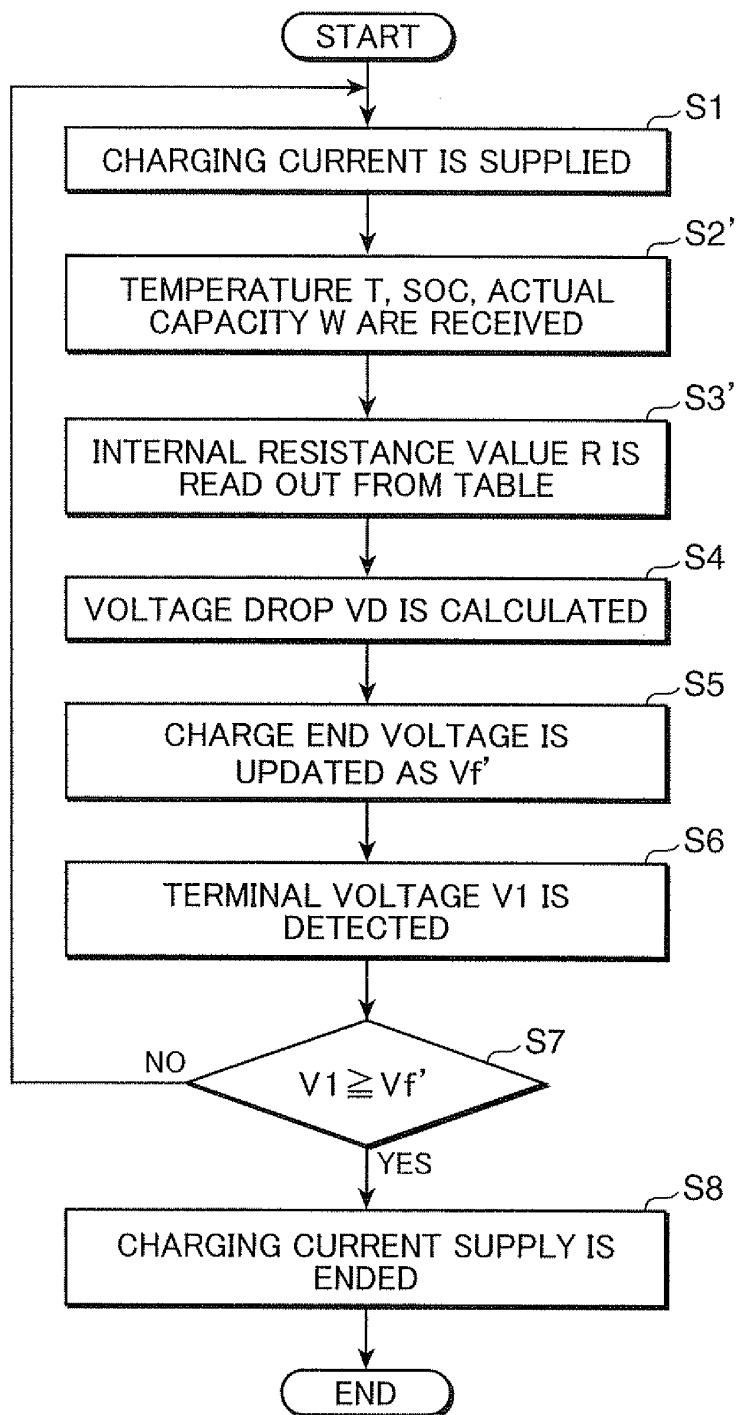 START
S1
CHARGING CURRENT IS SUPPLIED
S2'
TEMPERATURE T, SOC, ACTUAL
CAPACITY W ARE RECEIVED
S3'
INTERNAL RESISTANCE VALUE R IS
READ OUT FROM TABLE
S4
VOLTAGE DROP VD IS CALCULATED
S5
CHARGE END VOLTAGE IS
UPDATED AS Vf'
S6
TERMINAL VOLTAGE V1 IS
DETECTED
S7
NO
V1≧Vf'
YES
S8
CHARGING CURRENT SUPPLY IS
ENDED
END